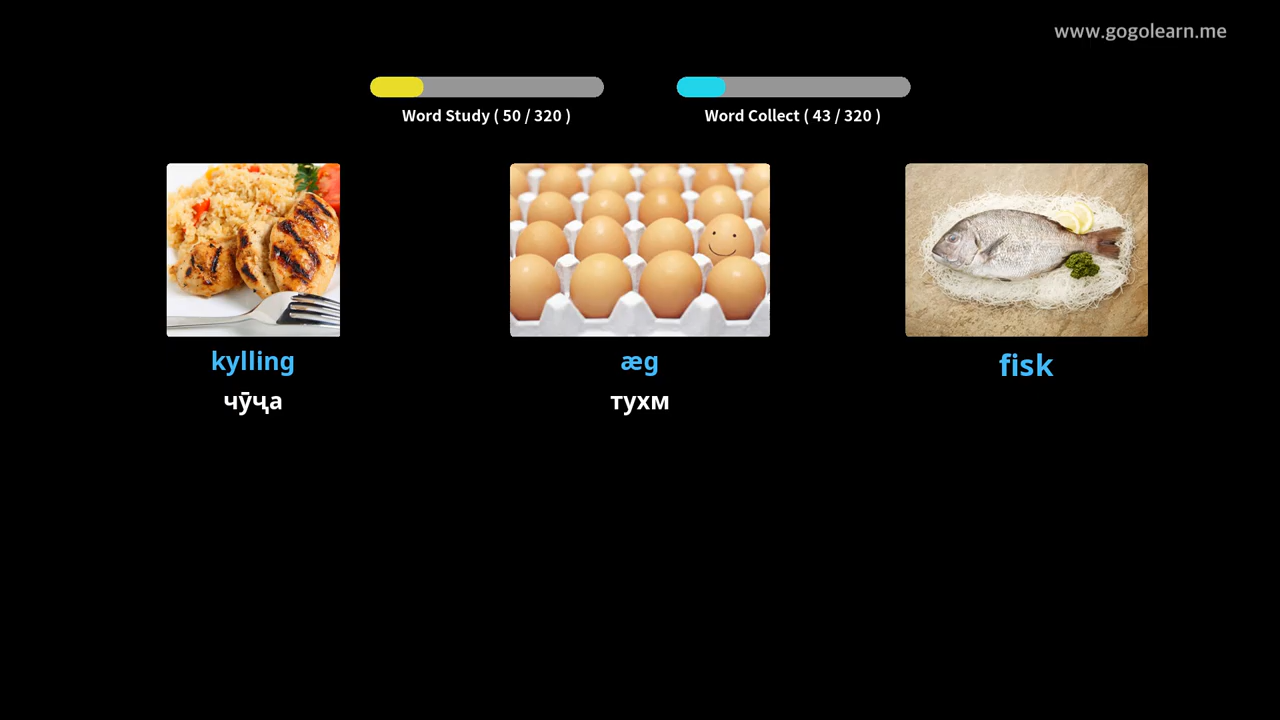 www.gogolearn.me
Word Study ( 50 / 320 )
Word Collect ( 43 / 320 )
kylling
æg
fisk
чӯҷа
тухм